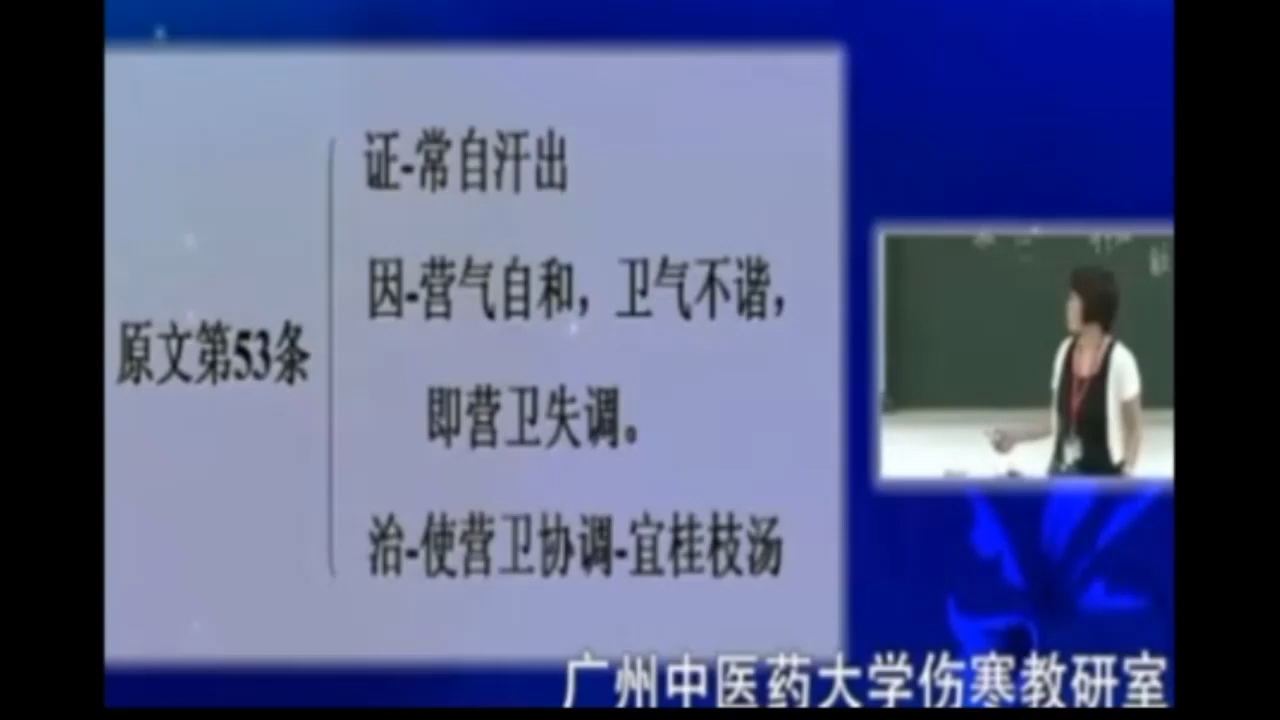 证-常自汗出
因-营气自和，卫气不谐，
原文第53条
即营卫失调。
治-使营卫协调-宜桂枝汤
广州中医药大学伤寒教研室